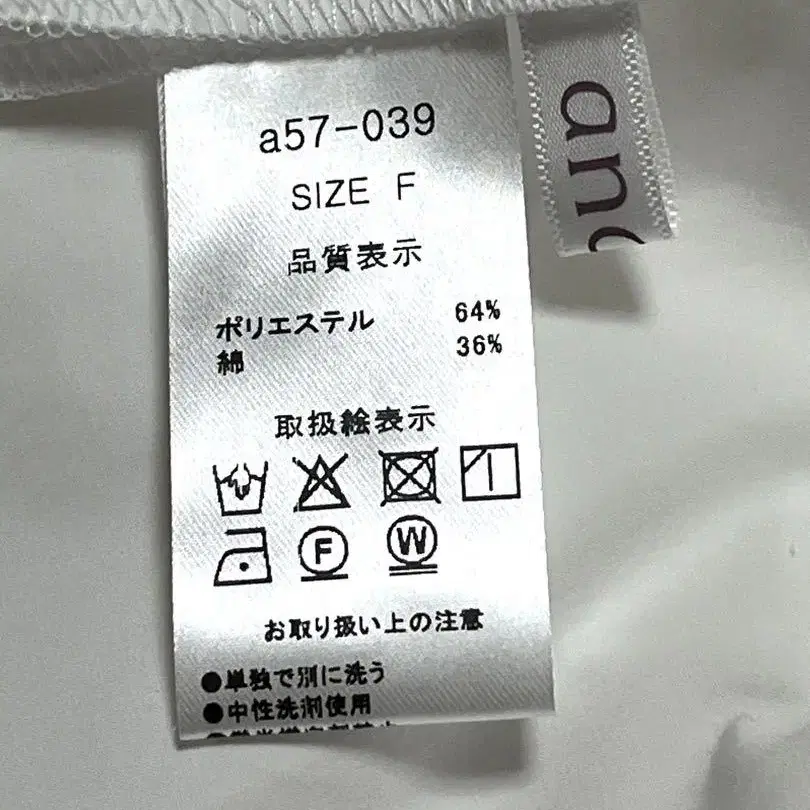 a57-039
SIZE F
品質表示
ポリエステル 64%
綿 36%
取扱絵表示
F W
お取り扱い上の注意
●単独で別に洗う
●中性洗剤使用
an